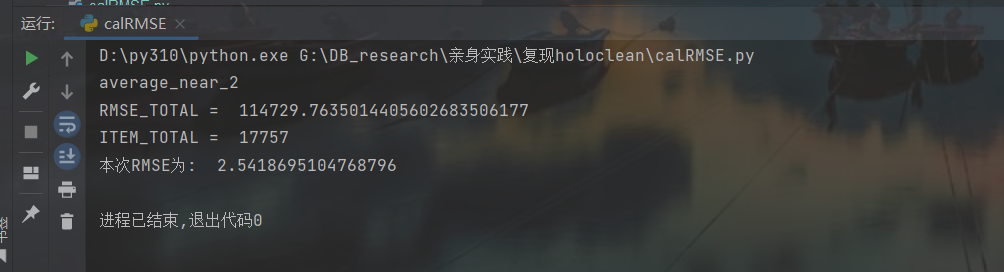 calRMSE.py
运行:
calRMSE
D:\py310\python.exe G:\DB_research\亲身实践\复现holoclean\calRMSE.py
average_near_2
RMSE_TOTAL =  114729.7635014405602683506177
ITEM_TOTAL =  17757
本次RMSE为:  2.5418695104768796
进程已结束,退出代码0